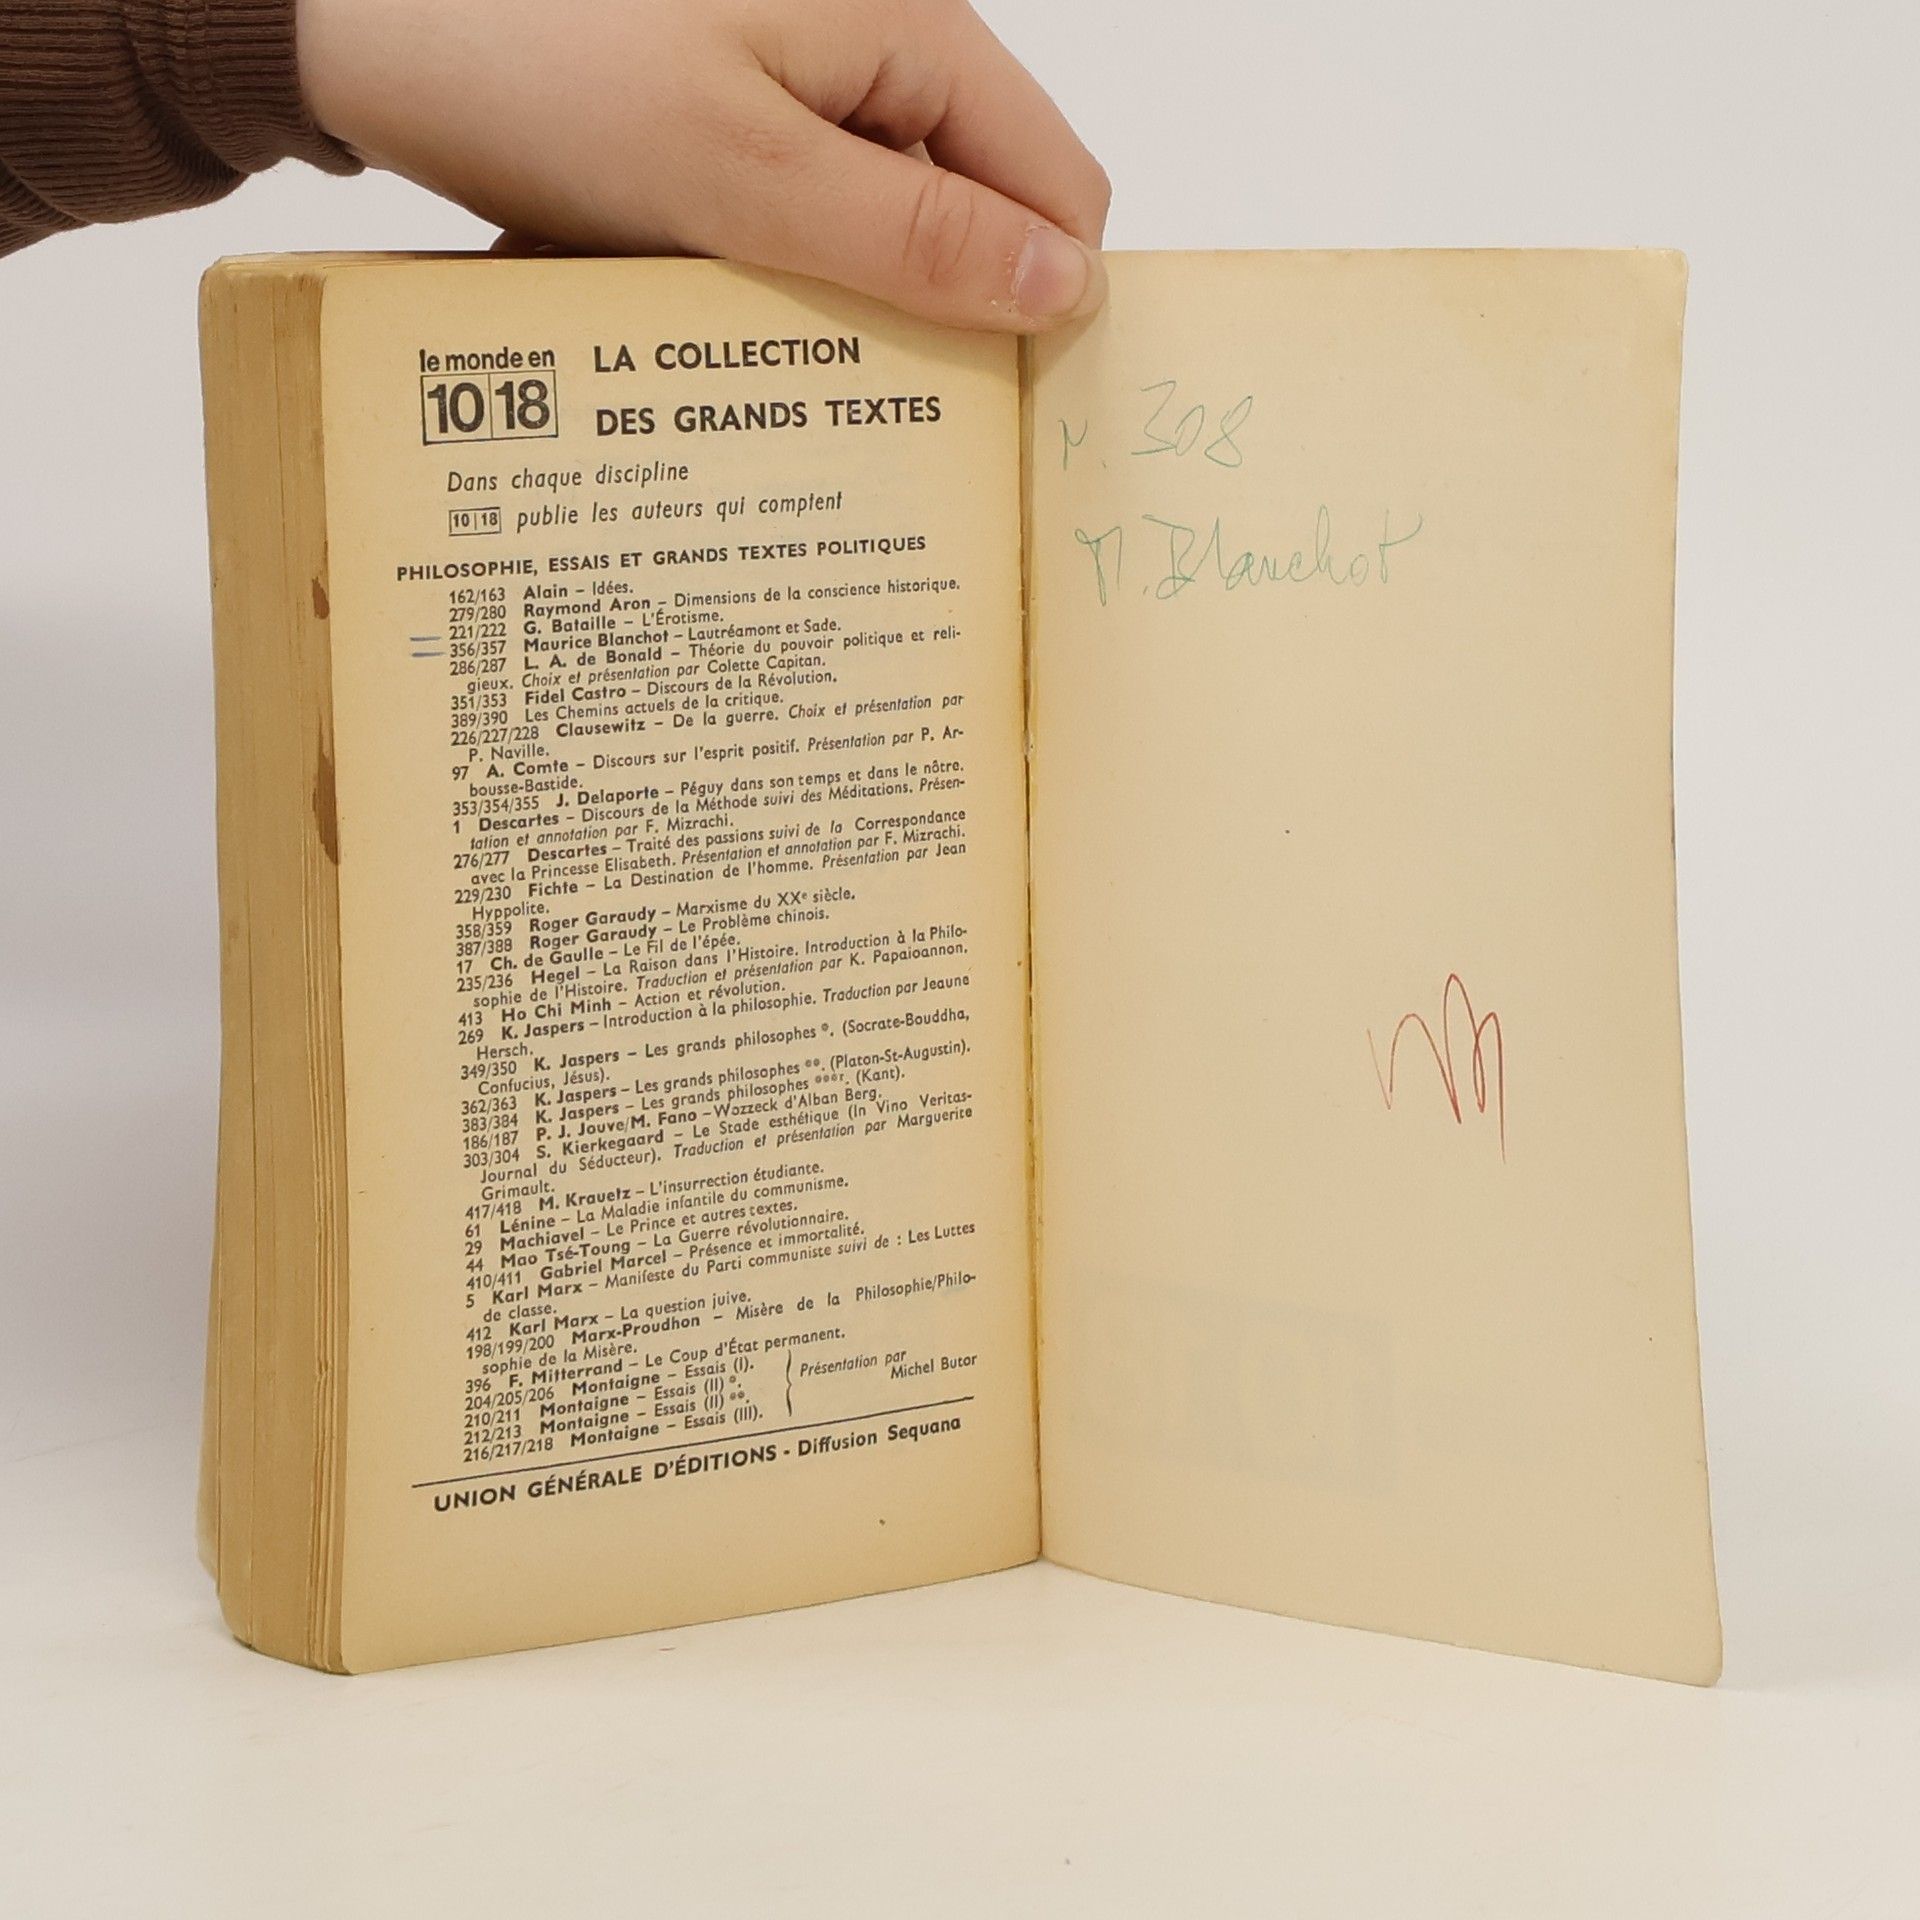 le monde en
10 18
LA COLLECTION
DES GRANDS TEXTES
Dans chaque discipline
10|18 publie les auteurs qui comptent
PHILOSOPHIE, ESSAIS ET GRANDS TEXTES POLITIQUES
162/163 Alain – Idées.
279/280 Raymond Aron – Dimensions de la conscience historique.
221/222 G. Bataille – L'Érotisme.
356/357 Maurice Blanchot – Lautréamont et Sade.
286/287 L. A. de Bonald – Théorie du pouvoir politique et reli-
gieux. Choix et présentation par Colette Capitan.
351/353 Fidel Castro – Discours de la Révolution.
389/390 Les Chemins actuels de la critique.
226/227/228 Clausewitz – De la guerre. Choix et présentation par
P. Naville.
97 A. Comte – Discours sur l'esprit positif. Présentation par P. Ar-
bousse-Bastide.
353/354/355 J. Delaporte – Péguy dans son temps et dans le nôtre.
1 Descartes – Discours de la Méthode suivi des Méditations. Présen-
tation et annotation par F. Mizrachi.
276/277 Descartes – Traité des passions suivi de la Correspondance
avec la Princesse Elisabeth. Présentation et annotation par F. Mizrachi.
229/230 Fichte – La Destination de l'homme. Présentation par Jean
Hyppolite.
358/359 Roger Garaudy – Marxisme du XXe siècle.
387/388 Roger Garaudy – Le Problème chinois.
17 Ch. de Gaulle – Le Fil de l'épée.
235/236 Hegel – La Raison dans l'Histoire. Introduction à la Philo-
sophie de l'Histoire. Traduction et présentation par K. Papaioannon.
413 Ho Chi Minh – Action et révolution.
269 K. Jaspers – Introduction à la philosophie. Traduction par Jeaune
Hersch.
349/350 K. Jaspers – Les grands philosophes *. (Socrate-Bouddha,
Confucius, Jésus).
362/363 K. Jaspers – Les grands philosophes **. (Platon-St-Augustin).
383/384 K. Jaspers – Les grands philosophes ****. (Kant).
186/187 P. J. Jouve/M. Fano – Wozzeck d'Alban Berg.
303/304 S. Kierkegaard – Le Stade esthétique (In Vino Veritas-
Journal du Séducteur). Traduction et présentation par Marguerite
Grimault.
417/418 M. Kravetz – L'insurrection étudiante.
61 Lénine – La Maladie infantile du communisme.
29 Machiavel – Le Prince et autres textes.
44 Mao Tsé-Toung – La Guerre révolutionnaire.
410/411 Gabriel Marcel – Présence et immortalité.
5 Karl Marx – Manifeste du Parti communiste suivi de : Les Luttes
de classe.
412 Karl Marx – La question juive.
198/199/200 Marx-Proudhon – Misère de la Philosophie/Philo-
sophie de la Misère.
396 F. Mitterrand – Le Coup d'État permanent.
204/205/206 Montaigne – Essais (I).
210/211 Montaigne – Essais (II) *.
212/213 Montaigne – Essais (II) **.
216/217/218 Montaigne – Essais (III).
Présentation par
Michel Butor
UNION GÉNÉRALE D'ÉDITIONS - Diffusion Sequana
N. 308
M. Blanchot